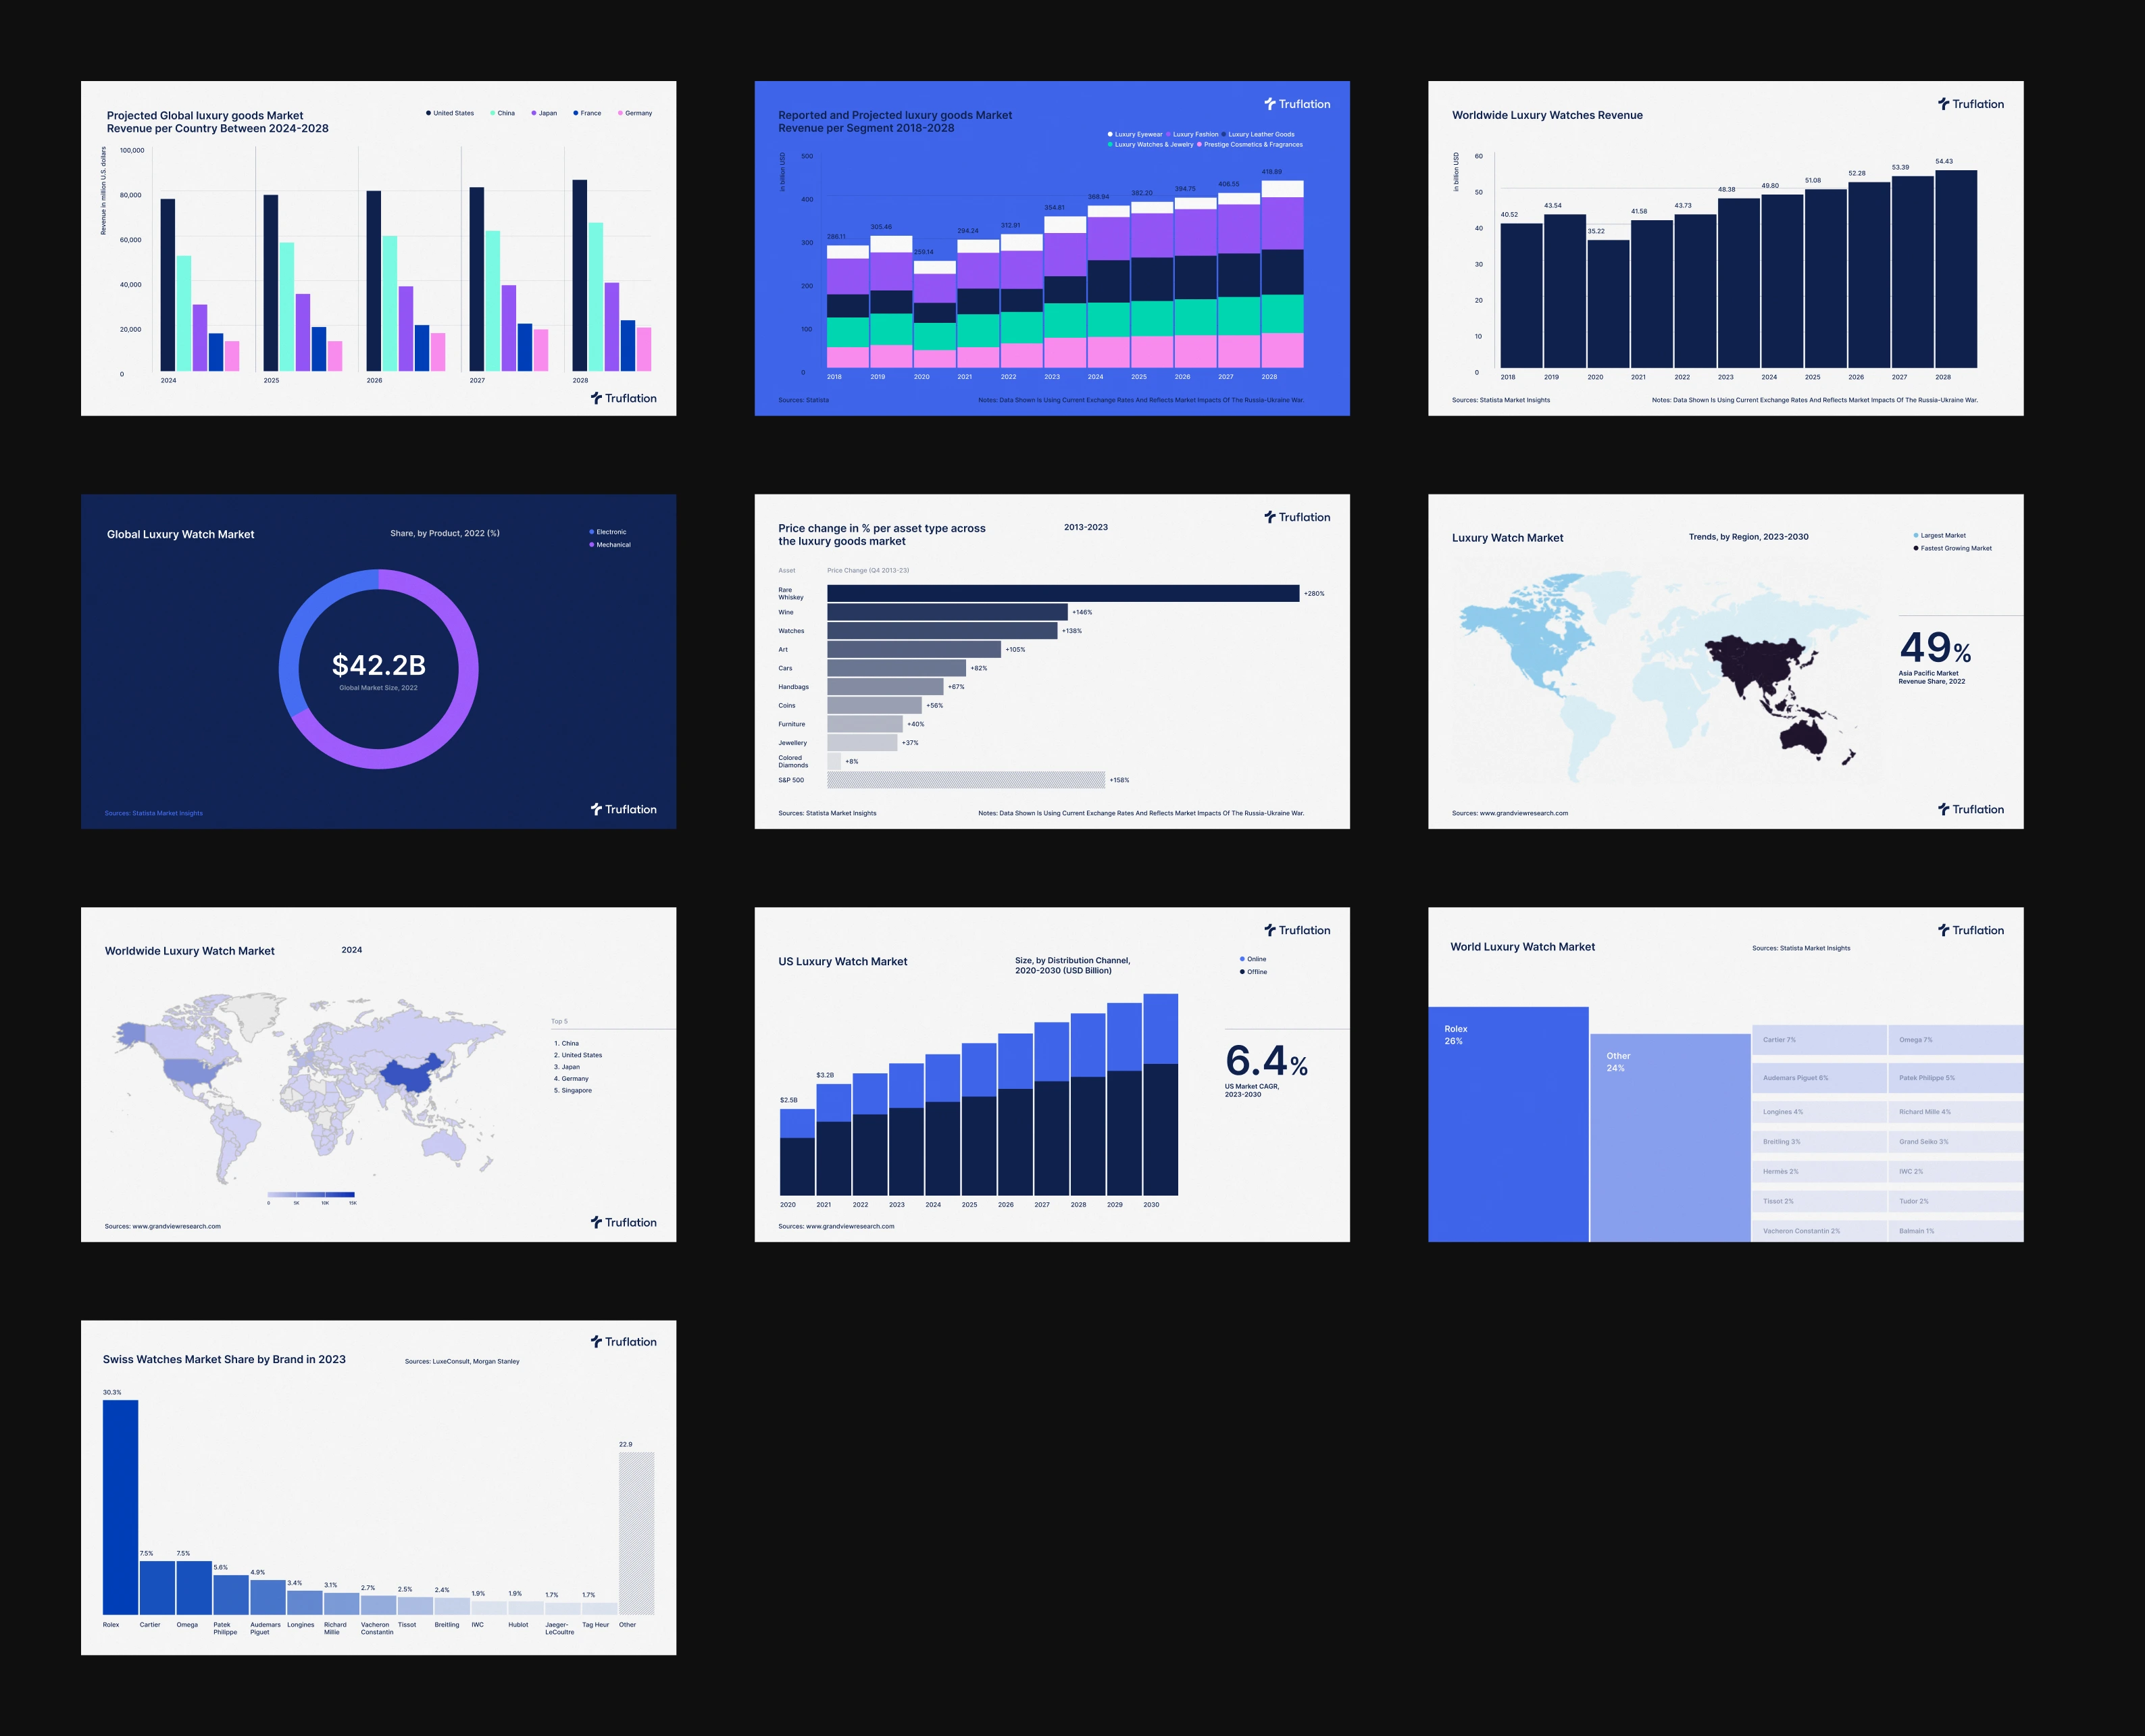 Projected Global luxury goods Market
Revenue per Country Between 2024-2028
United States
China
Japan
France
Germany
Revenue in million U.S. dollars
100,000
80,000
60,000
40,000
20,000
0
2024
2025
2026
2027
2028
Truflation
Truflation
Reported and Projected luxury goods Market
Revenue per Segment 2018-2028
Luxury Eyewear
Luxury Fashion
Luxury Leather Goods
Luxury Watches & Jewelry
Prestige Cosmetics & Fragrances
in billion USD
500
400
300
200
100
0
286.11
305.46
259.14
294.24
312.91
354.81
368.94
382.20
394.75
406.55
418.89
2018
2019
2020
2021
2022
2023
2024
2025
2026
2027
2028
Sources: Statista
Notes: Data Shown Is Using Current Exchange Rates And Reflects Market Impacts Of The Russia-Ukraine War.
Truflation
Worldwide Luxury Watches Revenue
in billion USD
60
50
40
30
20
10
0
40.52
43.54
35.22
41.58
43.73
48.38
49.80
51.08
52.28
53.39
54.43
2018
2019
2020
2021
2022
2023
2024
2025
2026
2027
2028
Sources: Statista Market Insights
Notes: Data Shown Is Using Current Exchange Rates And Reflects Market Impacts Of The Russia-Ukraine War.
Global Luxury Watch Market
Share, by Product, 2022 (%)
Electronic
Mechanical
$42.2B
Global Market Size, 2022
Sources: Statista Market Insights
Truflation
Truflation
Price change in % per asset type across
the luxury goods market
2013-2023
Asset
Price Change (Q4 2013-23)
Rare
Whiskey
+280%
Wine
+146%
Watches
+138%
Art
+105%
Cars
+82%
Handbags
+67%
Coins
+56%
Furniture
+40%
Jewellery
+37%
Colored
Diamonds
+8%
S&P 500
+158%
Sources: Statista Market Insights
Notes: Data Shown Is Using Current Exchange Rates And Reflects Market Impacts Of The Russia-Ukraine War.
Luxury Watch Market
Trends, by Region, 2023-2030
Largest Market
Fastest Growing Market
49%
Asia Pacific Market
Revenue Share, 2022
Sources: www.grandviewresearch.com
Truflation
Worldwide Luxury Watch Market
2024
Top 5
1. China
2. United States
3. Japan
4. Germany
5. Singapore
0
5K
10K
15K
Sources: www.grandviewresearch.com
Truflation
Truflation
US Luxury Watch Market
Size, by Distribution Channel,
2020-2030 (USD Billion)
Online
Offline
$2.5B
$3.2B
6.4%
US Market CAGR,
2023-2030
2020
2021
2022
2023
2024
2025
2026
2027
2028
2029
2030
Sources: www.grandviewresearch.com
Truflation
World Luxury Watch Market
Sources: Statista Market Insights
Rolex
26%
Other
24%
Cartier 7%
Omega 7%
Audemars Piguet 6%
Patek Philippe 5%
Longines 4%
Richard Mille 4%
Breitling 3%
Grand Seiko 3%
Hermès 2%
IWC 2%
Tissot 2%
Tudor 2%
Vacheron Constantin 2%
Balmain 1%
Truflation
Swiss Watches Market Share by Brand in 2023
Sources: LuxeConsult, Morgan Stanley
30.3%
7.5%
7.5%
5.6%
4.9%
3.4%
3.1%
2.7%
2.5%
2.4%
1.9%
1.9%
1.7%
1.7%
22.9
Rolex
Cartier
Omega
Patek
Philippe
Audemars
Piguet
Longines
Richard
Millie
Vacheron
Constantin
Tissot
Breitling
IWC
Hublot
Jaeger-
LeCoultre
Tag Heur
Other